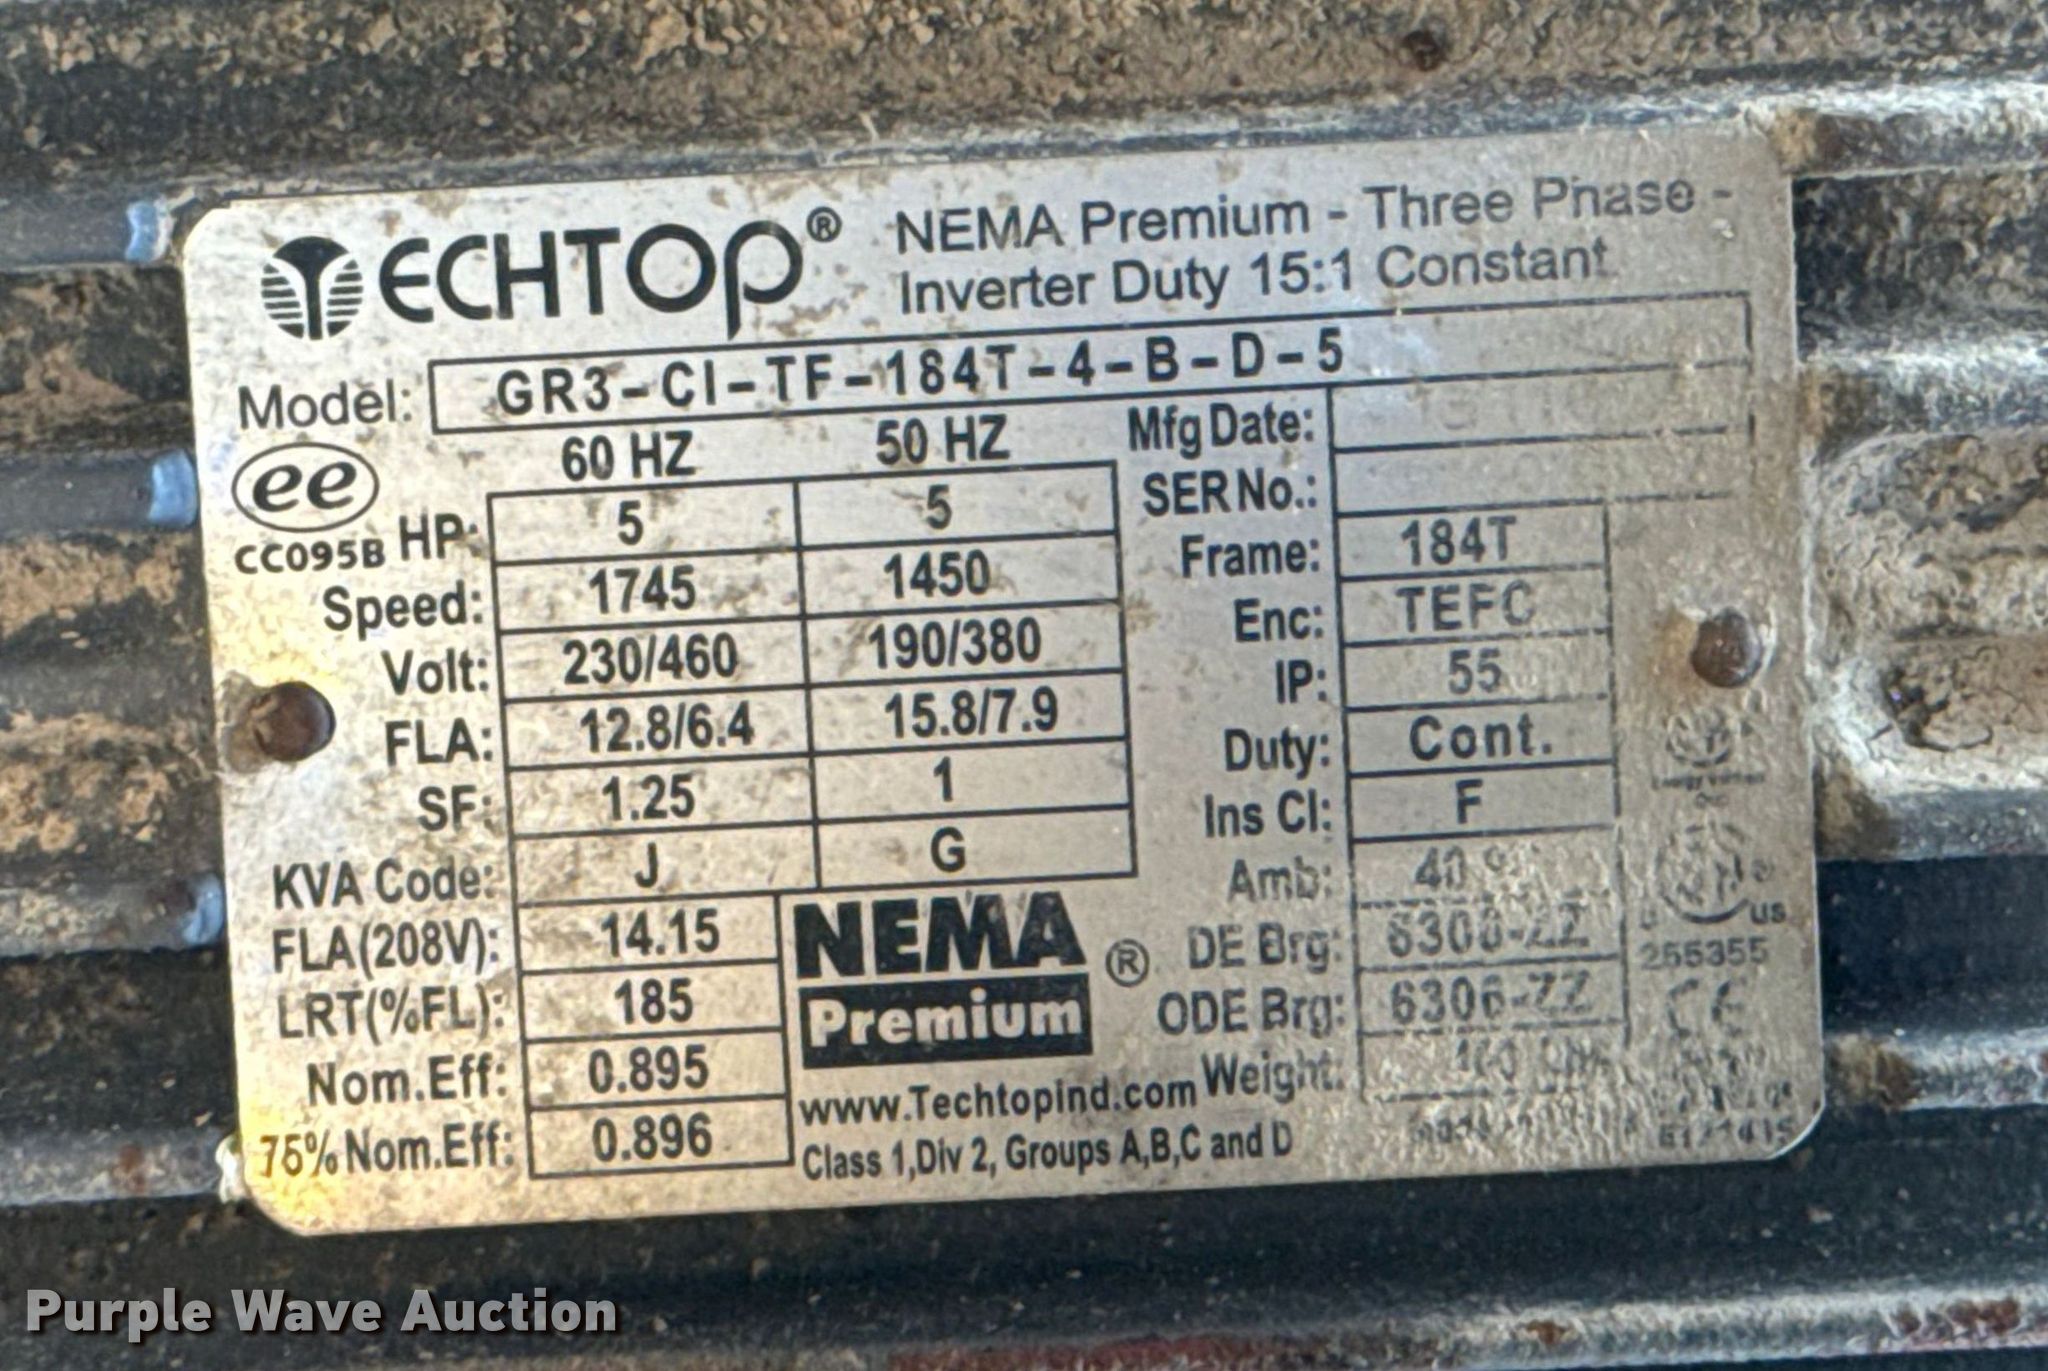 TECHTOP®
NEMA Premium - Three Phase -
Inverter Duty 15:1 Constant
Model: GR3-CI-TF-184T-4-B-D-5
60 HZ 50 HZ
ee
CC095B
HP: 5 5
Speed: 1745 1450
Volt: 230/460 190/380
FLA: 12.8/6.4 15.8/7.9
SF: 1.25 1
KVA Code: J G
FLA(208V): 14.15
LRT(%FL): 185
Nom.Eff: 0.895
75% Nom.Eff: 0.896
NEMA
Premium®
www.Techtopind.com
Class 1,Div 2, Groups A,B,C and D
Mfg Date:
SER No.:
Frame: 184T
Enc: TEFC
IP: 55
Duty: Cont.
Ins Cl: F
Amb: 40
DE Brg:
ODE Brg: 6306-ZZ
Weight:
US
255355
CE
Purple Wave Auction